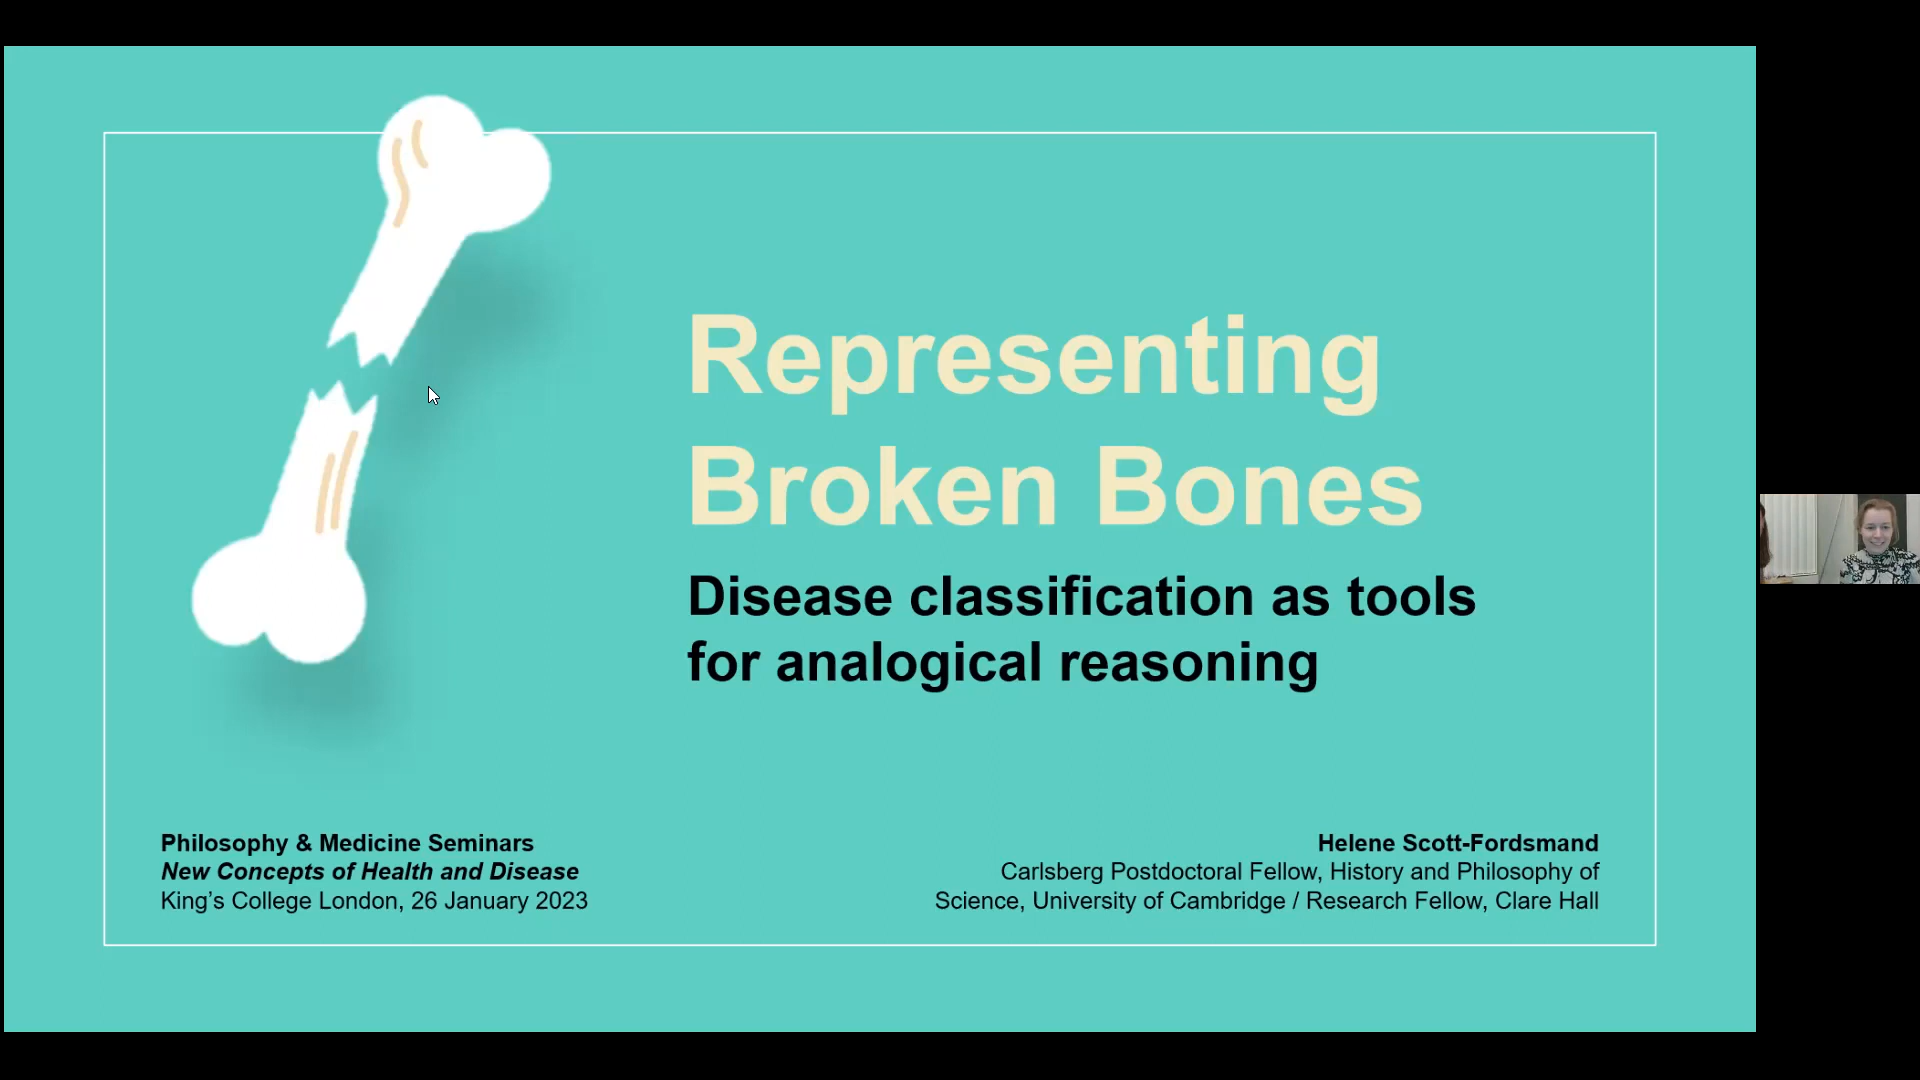 Representing
Broken Bones
Disease classification as tools
for analogical reasoning
Philosophy & Medicine Seminars
New Concepts of Health and Disease
King’s College London, 26 January 2023
Helene Scott-Fordsmand
Carlsberg Postdoctoral Fellow, History and Philosophy of
Science, University of Cambridge / Research Fellow, Clare Hall